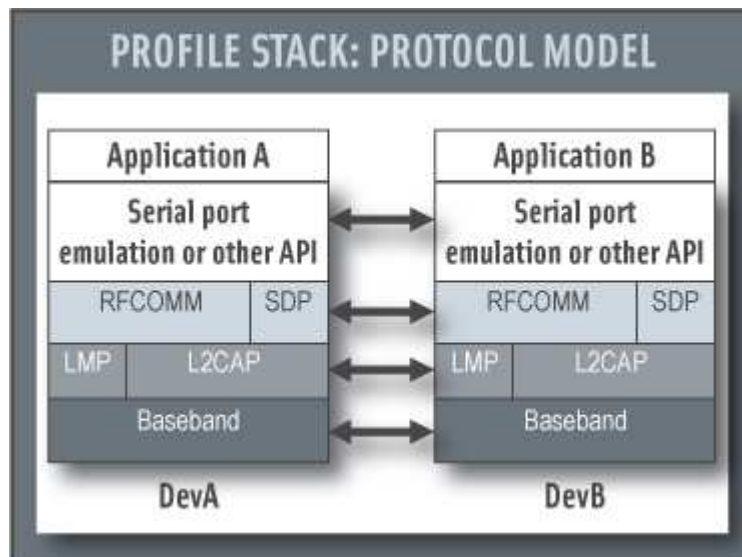 PROFILE STACK: PROTOCOL MODEL
Application A
Serial port
emulation or other API
RFCOMM
SDP
LMP
L2CAP
Baseband
DevA
Application B
Serial port
emulation or other API
RFCOMM
SDP
LMP
L2CAP
Baseband
DevB